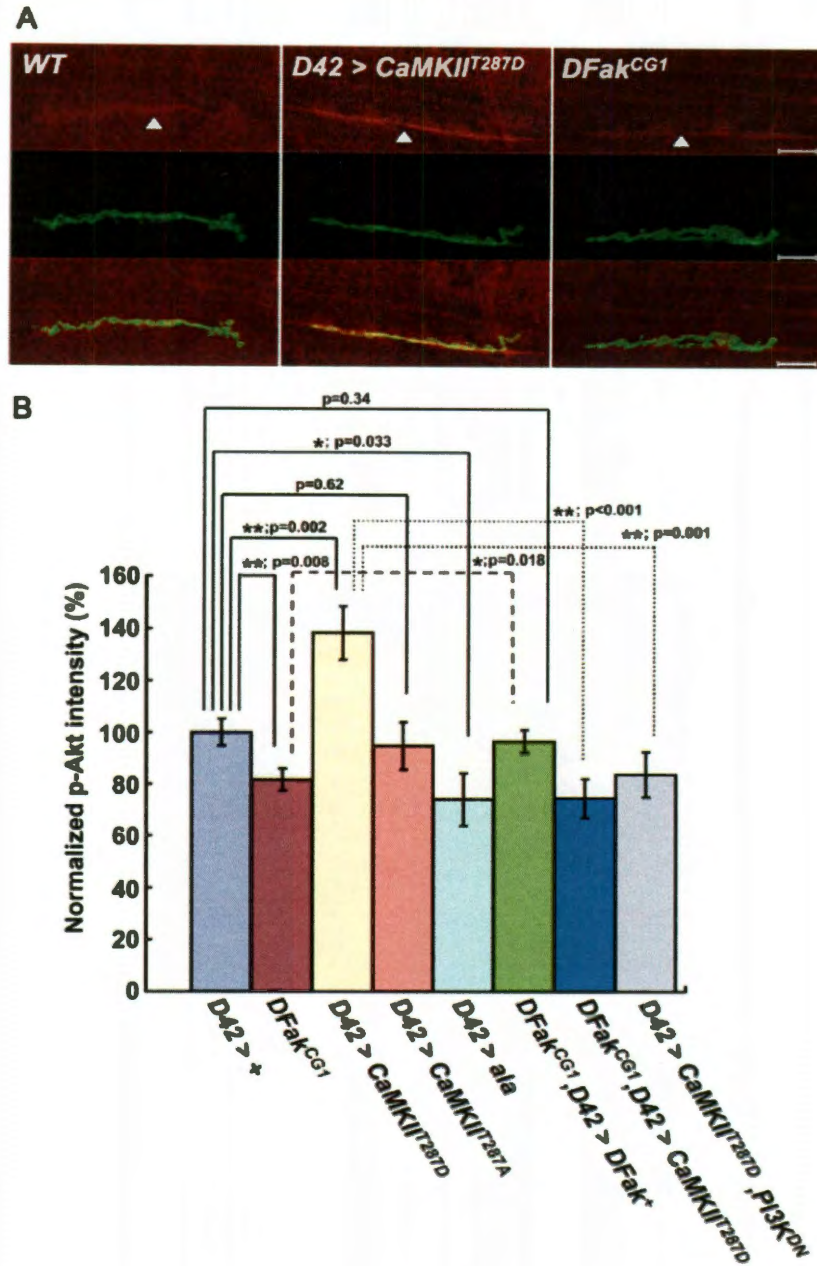 A
WT
D42 > CaMKII^T287D
DFak^CG1
B
p=0.34
*; p=0.033
p=0.62
**; p<0.001
**;p=0.002
**; p=0.001
**; p=0.008
*;p=0.018
Normalized p-Akt intensity (%)
160
140
120
100
80
60
40
20
0
D42 > +
DFak^CG1
D42 > CaMKII^T287D
D42 > CaMKII^T287A
D42 > ala
DFak^CG1,D42 > DFak^+
DFak^CG1,D42 > CaMKII^T287D
D42 > CaMKII^T287D,PI3K^DN